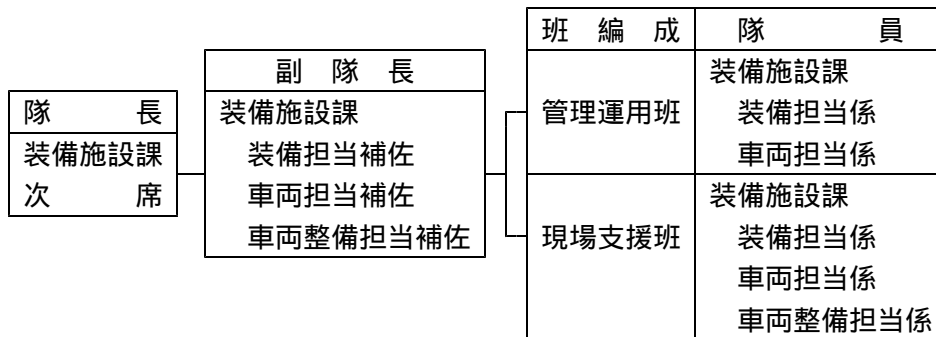 隊長
装備施設課
次席
副隊長
装備施設課
装備担当補佐
車両担当補佐
車両整備担当補佐
班編成
隊員
管理運用班
装備施設課
装備担当係
車両担当係
現場支援班
装備施設課
装備担当係
車両担当係
車両整備担当係